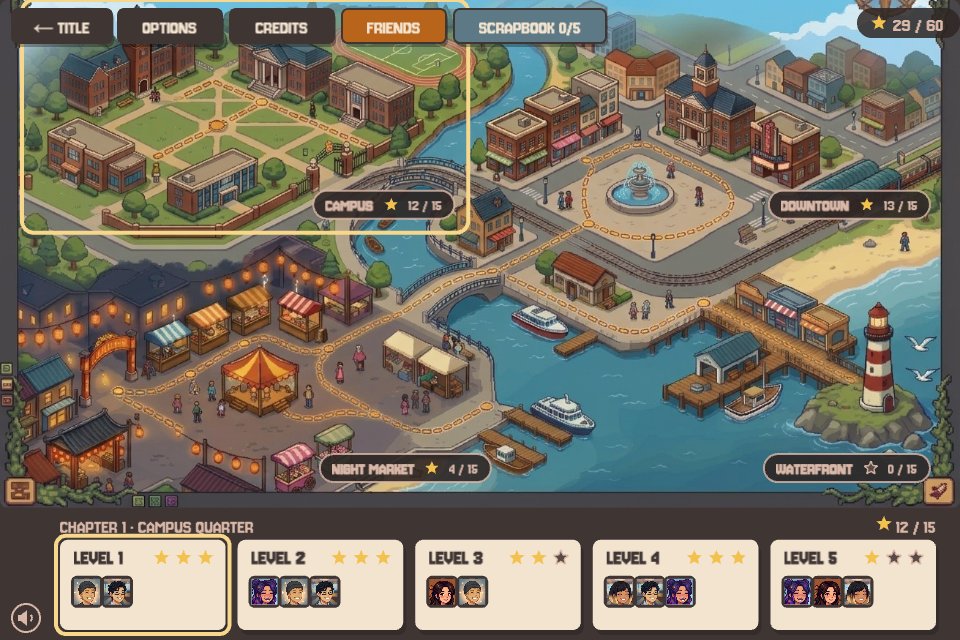 ← TITLE
OPTIONS
CREDITS
FRIENDS
SCRAPBOOK 0/5
29 / 60
CAMPUS 12 / 15
DOWNTOWN 13 / 15
NIGHT MARKET 4 / 15
WATERFRONT 0 / 15
CHAPTER 1 · CAMPUS QUARTER
12 / 15
LEVEL 1
LEVEL 2
LEVEL 3
LEVEL 4
LEVEL 5